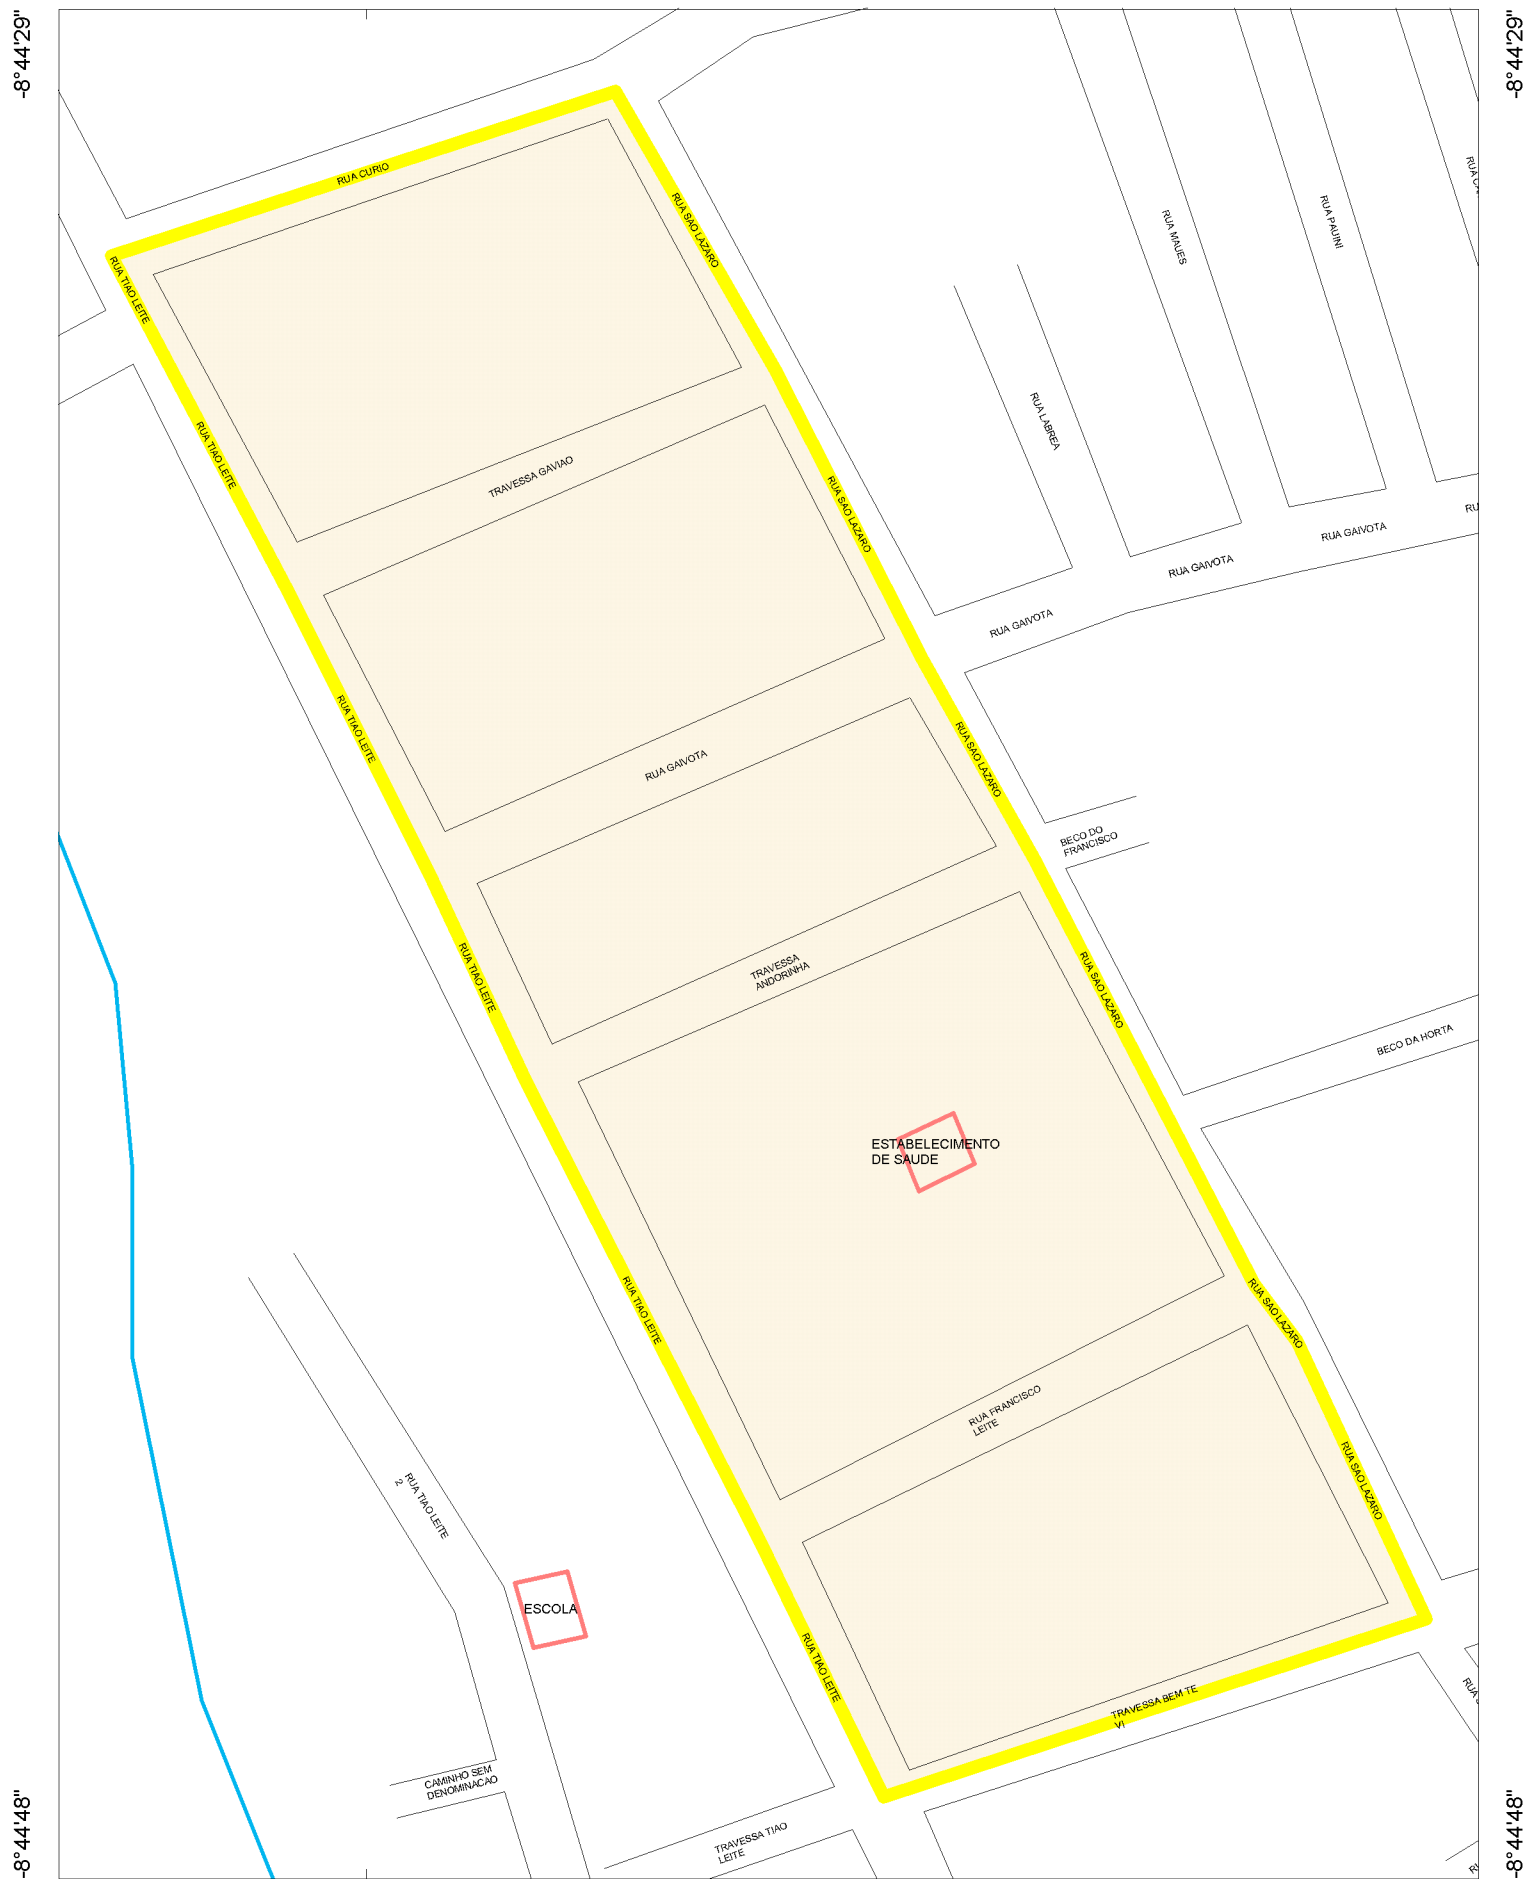 -8°44'29"
-8°44'29"
RUA CURIO
RUA SAO LAZARO
RUA TIAO LEITE
RUA MAUES
RUA PAUINI
RUA LABREA
RUA TIAO LEITE
TRAVESSA GAVIAO
RUA SAO LAZARO
RUA GAIVOTA
RUA GAIVOTA
RUA GAIVOTA
RUA TIAO LEITE
RUA GAIVOTA
RUA SAO LAZARO
BECO DO
FRANCISCO
RUA TIAO LEITE
TRAVESSA
ANDORINHA
RUA SAO LAZARO
BECO DA HORTA
ESTABELECIMENTO
DE SAUDE
RUA TIAO LEITE
RUA SAO LAZARO
RUA FRANCISCO
LEITE
RUA SAO LAZARO
RUA TIAO LEITE
2
ESCOLA
RUA TIAO LEITE
TRAVESSA BEM TE
VI
CAMINHO SEM
DENOMINACAO
TRAVESSA TIAO
LEITE
-8°44'48"
-8°44'48"